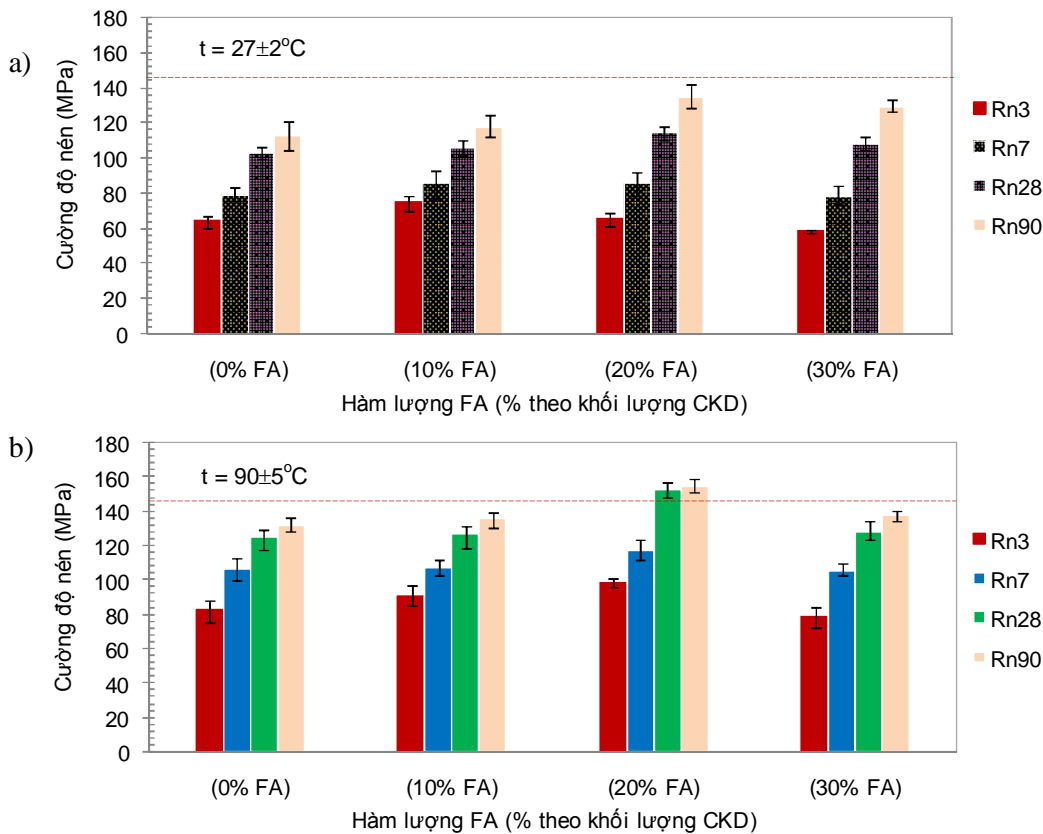 a)
t = 27±2°C
Cường độ nén (MPa)
180
160
140
120
100
80
60
40
20
0
(0% FA) (10% FA) (20% FA) (30% FA)
Hàm lượng FA (% theo khối lượng CKD)
Rn3
Rn7
Rn28
Rn90
b)
t = 90±5°C
Cường độ nén (MPa)
180
160
140
120
100
80
60
40
20
0
(0% FA) (10% FA) (20% FA) (30% FA)
Hàm lượng FA (% theo khối lượng CKD)
Rn3
Rn7
Rn28
Rn90